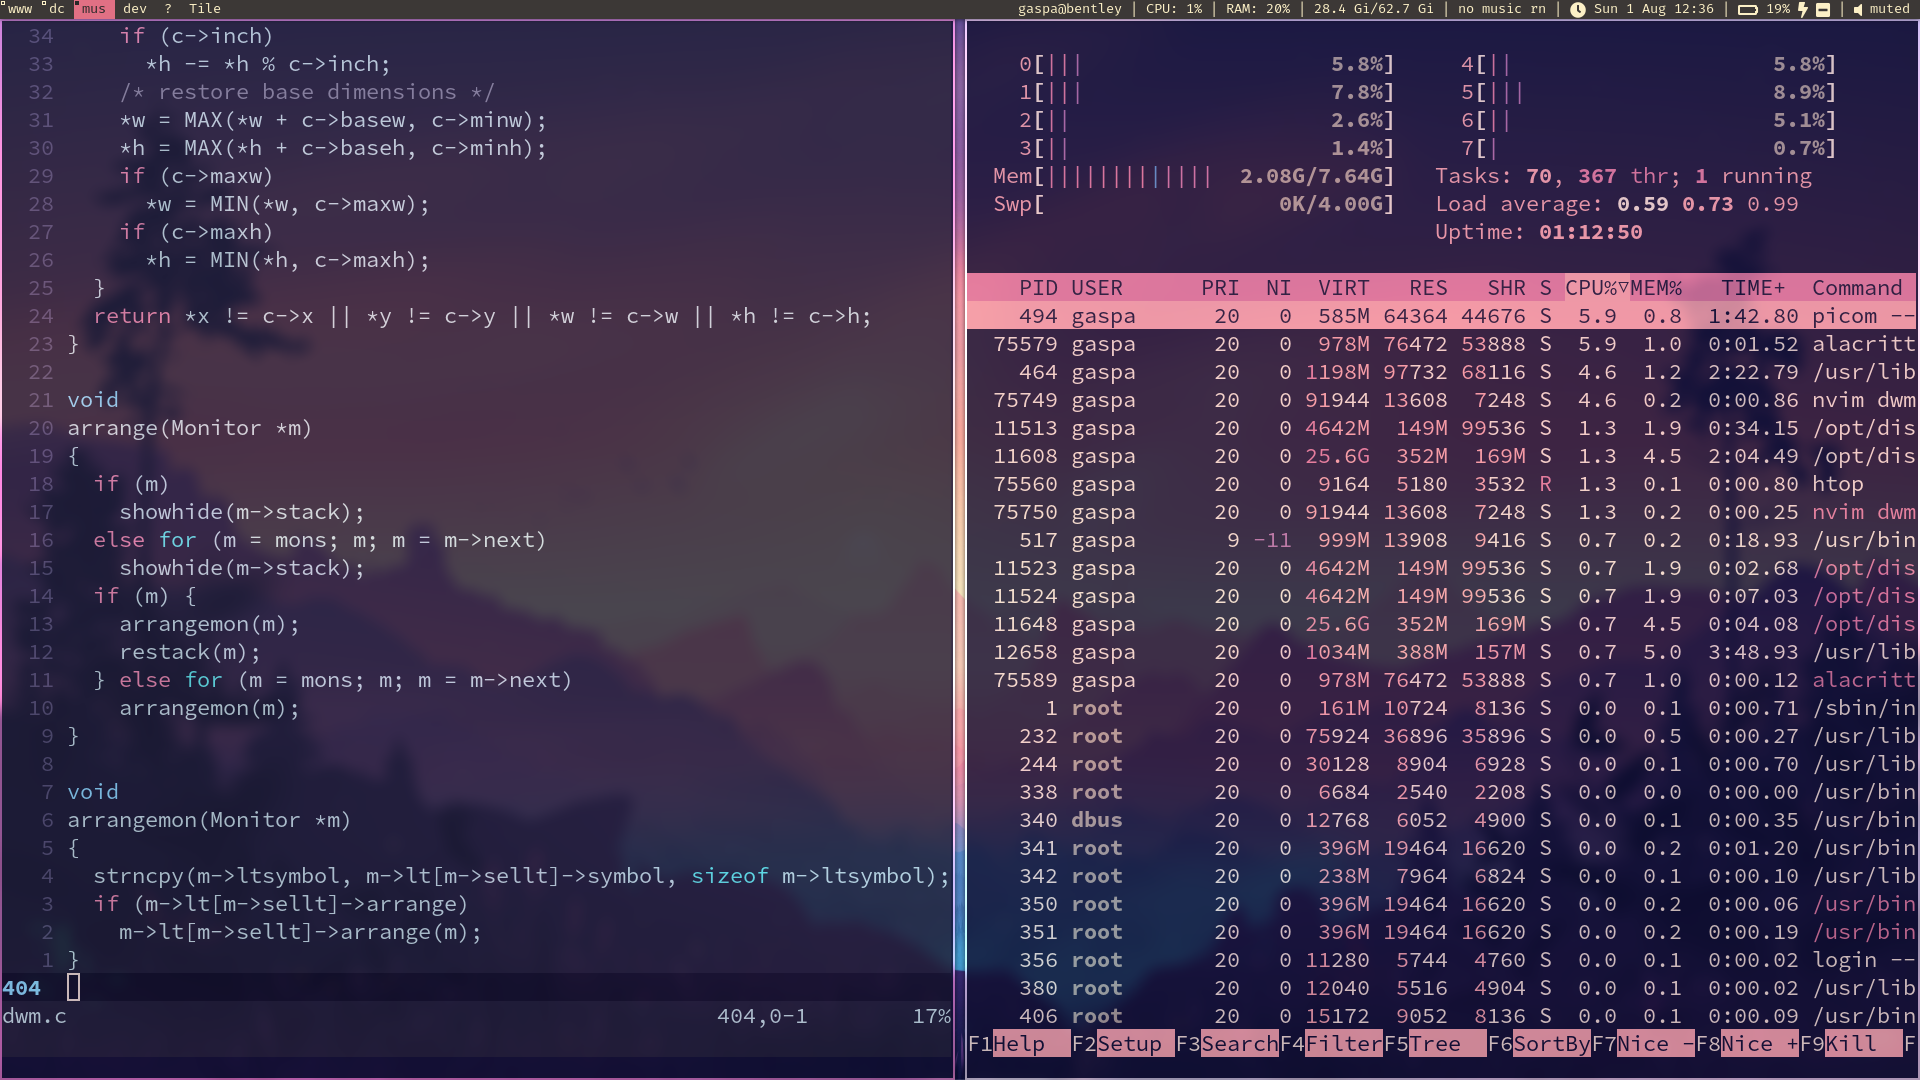 www dc mus dev ? Tile gaspa@bentley | CPU: 1% | RAM: 20% | 28.4 Gi/62.7 Gi | no music rn | Sun 1 Aug 12:36 | 19% | muted
34 if (c->inch)
33 *h -= *h % c->inch;
32 /* restore base dimensions */
31 *w = MAX(*w + c->basew, c->minw);
30 *h = MAX(*h + c->baseh, c->minh);
29 if (c->maxw)
28 *w = MIN(*w, c->maxw);
27 if (c->maxh)
26 *h = MIN(*h, c->maxh);
25 }
24 return *x != c->x || *y != c->y || *w != c->w || *h != c->h;
23 }
22
21 void
20 arrange(Monitor *m)
19 {
18 if (m)
17 showhide(m->stack);
16 else for (m = mons; m; m = m->next)
15 showhide(m->stack);
14 if (m) {
13 arrangemon(m);
12 restack(m);
11 } else for (m = mons; m; m = m->next)
10 arrangemon(m);
9 }
8
7 void
6 arrangemon(Monitor *m)
5 {
4 strncpy(m->ltsymbol, m->lt[m->sellt]->symbol, sizeof m->ltsymbol);
3 if (m->lt[m->sellt]->arrange)
2 m->lt[m->sellt]->arrange(m);
1 }
404
dwm.c 404,0-1 17%
0[||| 5.8%] 4[|| 5.8%]
1[||| 7.8%] 5[||| 8.9%]
2[|| 2.6%] 6[|| 5.1%]
3[|| 1.4%] 7[| 0.7%]
Mem[||||||||||||| 2.08G/7.64G] Tasks: 70, 367 thr; 1 running
Swp[ 0K/4.00G] Load average: 0.59 0.73 0.99
Uptime: 01:12:50
PID USER PRI NI VIRT RES SHR S CPU%▽MEM% TIME+ Command
494 gaspa 20 0 585M 64364 44676 S 5.9 0.8 1:42.80 picom --
75579 gaspa 20 0 978M 76472 53888 S 5.9 1.0 0:01.52 alacritt
464 gaspa 20 0 1198M 97732 68116 S 4.6 1.2 2:22.79 /usr/lib
75749 gaspa 20 0 91944 13608 7248 S 4.6 0.2 0:00.86 nvim dwm
11513 gaspa 20 0 4642M 149M 99536 S 1.3 1.9 0:34.15 /opt/dis
11608 gaspa 20 0 25.6G 352M 169M S 1.3 4.5 2:04.49 /opt/dis
75560 gaspa 20 0 9164 5180 3532 R 1.3 0.1 0:00.80 htop
75750 gaspa 20 0 91944 13608 7248 S 1.3 0.2 0:00.25 nvim dwm
517 gaspa 9 -11 999M 13908 9416 S 0.7 0.2 0:18.93 /usr/bin
11523 gaspa 20 0 4642M 149M 99536 S 0.7 1.9 0:02.68 /opt/dis
11524 gaspa 20 0 4642M 149M 99536 S 0.7 1.9 0:07.03 /opt/dis
11648 gaspa 20 0 25.6G 352M 169M S 0.7 4.5 0:04.08 /opt/dis
12658 gaspa 20 0 1034M 388M 157M S 0.7 5.0 3:48.93 /usr/lib
75589 gaspa 20 0 978M 76472 53888 S 0.7 1.0 0:00.12 alacritt
1 root 20 0 161M 10724 8136 S 0.0 0.1 0:00.71 /sbin/in
232 root 20 0 75924 36896 35896 S 0.0 0.5 0:00.27 /usr/lib
244 root 20 0 30128 8904 6928 S 0.0 0.1 0:00.70 /usr/lib
338 root 20 0 6684 2540 2208 S 0.0 0.0 0:00.00 /usr/bin
340 dbus 20 0 12768 6052 4900 S 0.0 0.1 0:00.35 /usr/bin
341 root 20 0 396M 19464 16620 S 0.0 0.2 0:01.20 /usr/bin
342 root 20 0 238M 7964 6824 S 0.0 0.1 0:00.10 /usr/lib
350 root 20 0 396M 19464 16620 S 0.0 0.2 0:00.06 /usr/bin
351 root 20 0 396M 19464 16620 S 0.0 0.2 0:00.19 /usr/bin
356 root 20 0 11280 5744 4760 S 0.0 0.1 0:00.02 login --
380 root 20 0 12040 5516 4904 S 0.0 0.1 0:00.02 /usr/lib
406 root 20 0 15172 9052 8136 S 0.0 0.1 0:00.09 /usr/bin
F1Help F2Setup F3SearchF4FilterF5Tree F6SortByF7Nice -F8Nice +F9Kill F